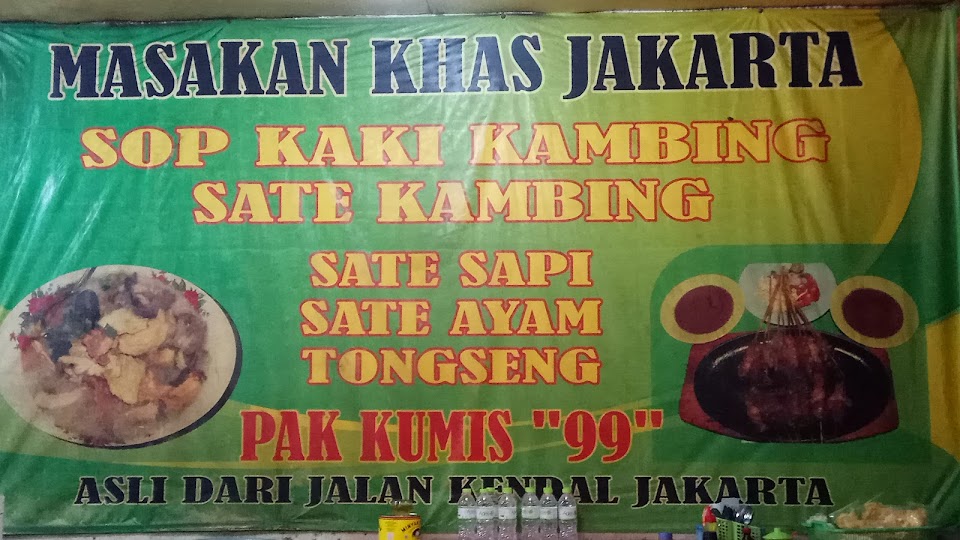 MASAKAN KHAS JAKARTA
SOP KAKI KAMBING
SATE KAMBING
SATE SAPI
SATE AYAM
TONGSENG
PAK KUMIS "99"
ASLI DARI JALAN KENDAL JAKARTA